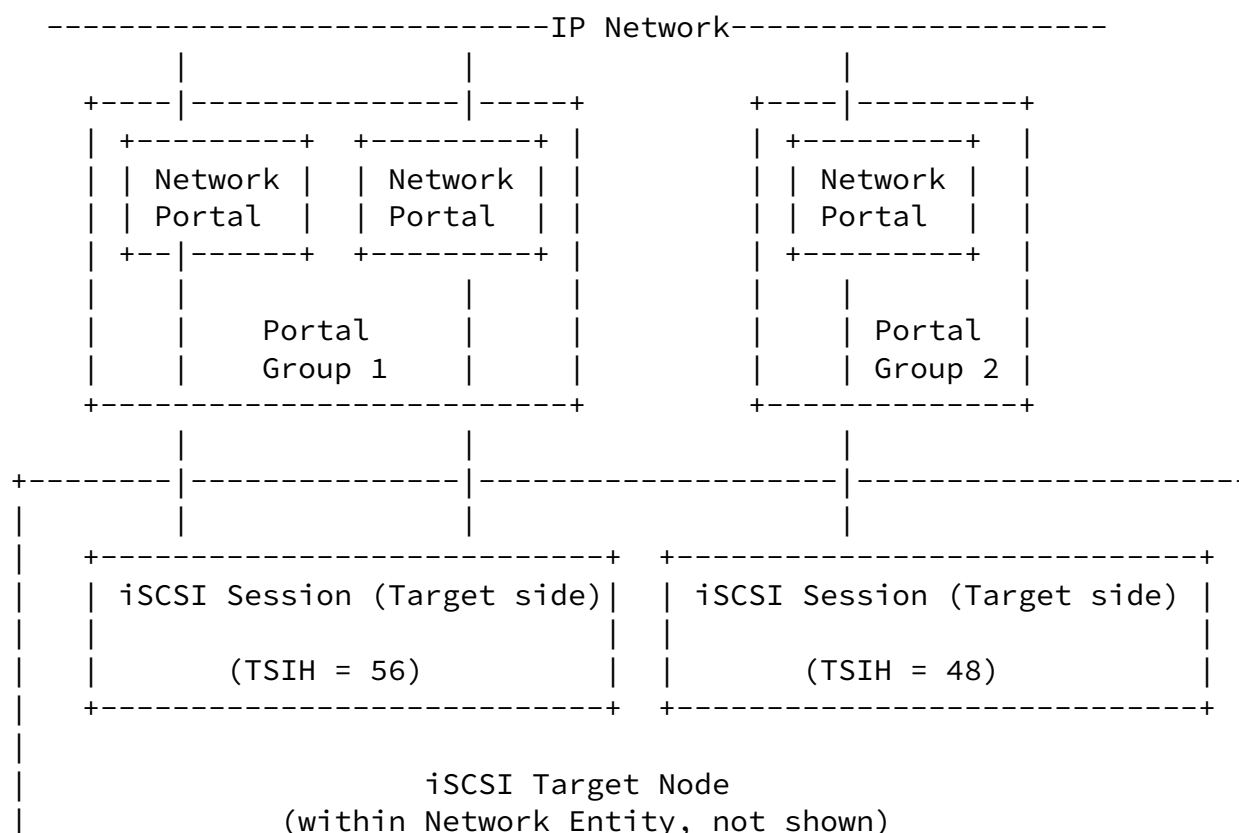 IP Network
Network Network Network
Portal Portal Portal
Portal Portal
Group 1 Group 2
iSCSI Session (Target side) iSCSI Session (Target side)
(TSIH = 56) (TSIH = 48)
iSCSI Target Node
(within Network Entity, not shown)